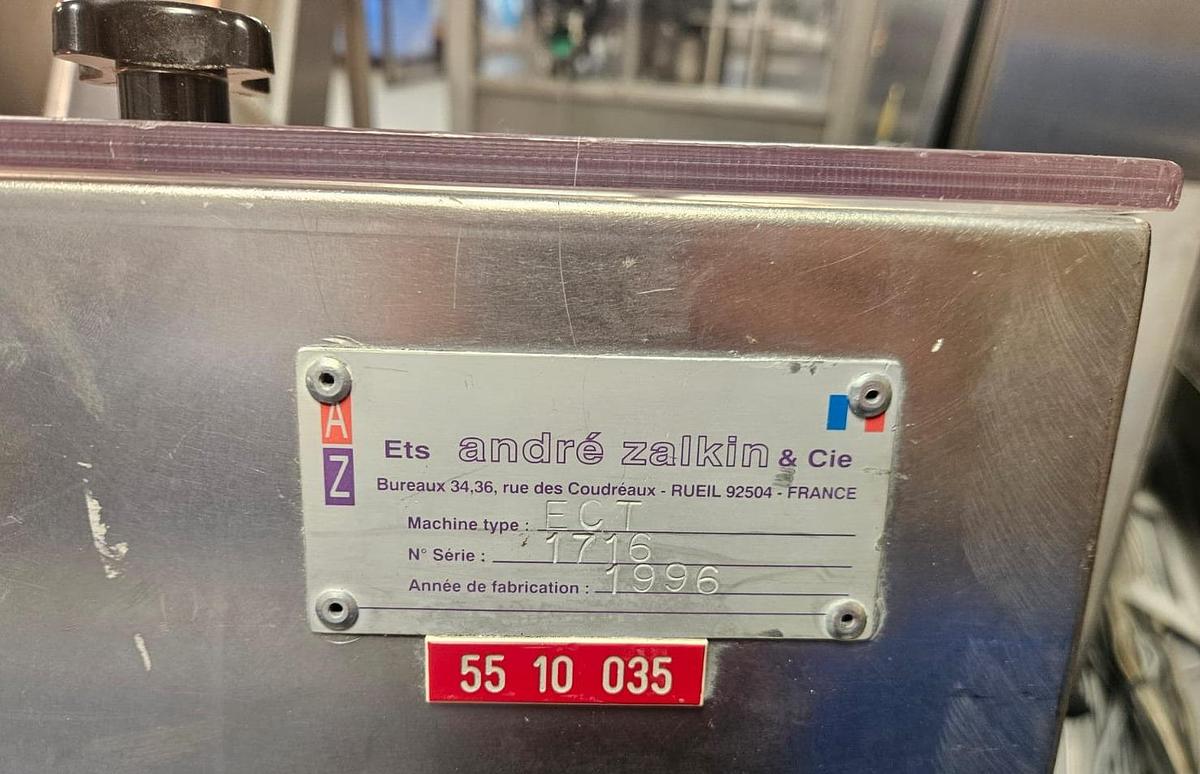 A
Z
Ets andré zalkin & Cie
Bureaux 34,36, rue des Coudréaux - RUEIL 92504 - FRANCE
Machine type : ECT
N° Série : 1716
Année de fabrication : 1996
55 10 035